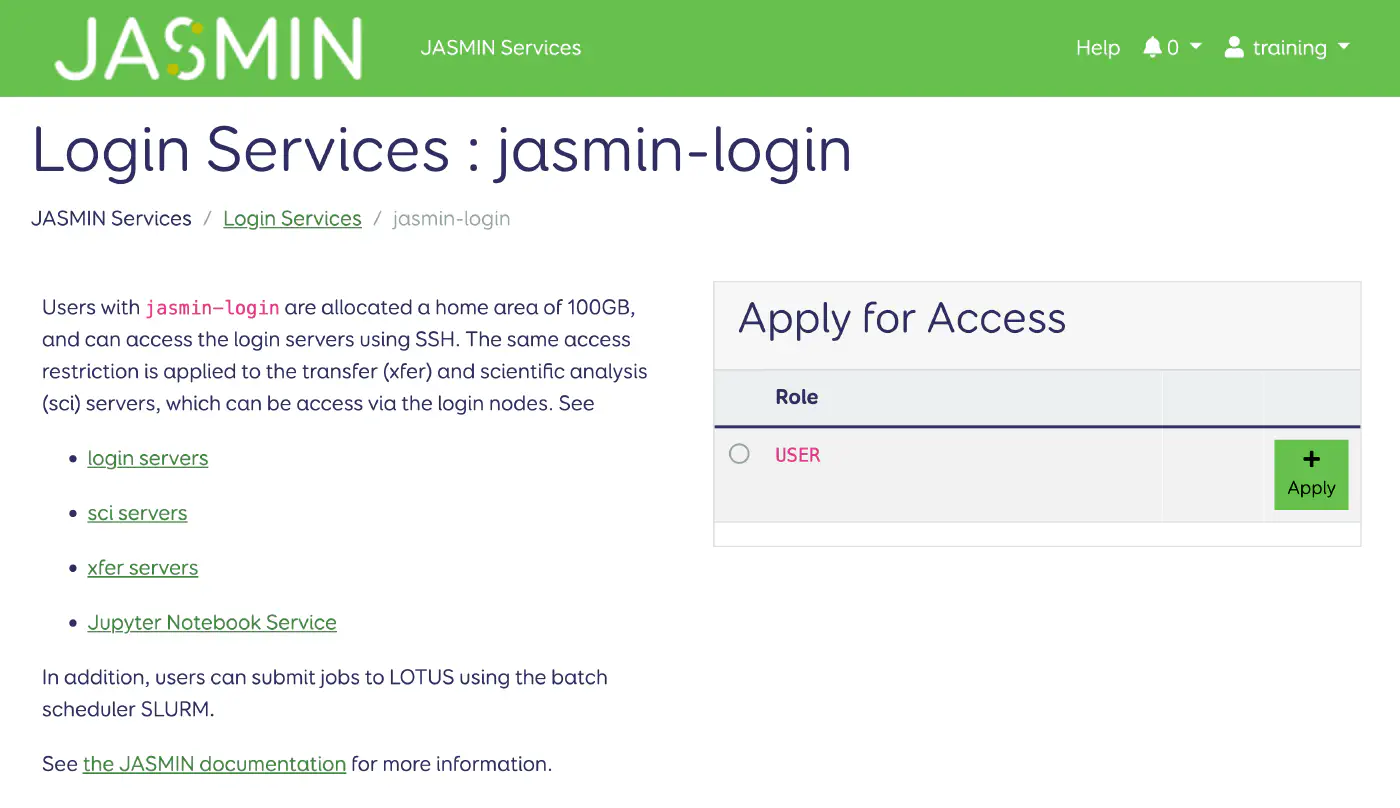 JASMIN
JASMIN Services
Help
0
training
Login Services : jasmin-login
JASMIN Services / Login Services / jasmin-login
Users with jasmin-login are allocated a home area of 100GB,
and can access the login servers using SSH. The same access
restriction is applied to the transfer (xfer) and scientific analysis
(sci) servers, which can be access via the login nodes. See
• login servers
• sci servers
• xfer servers
• Jupyter Notebook Service
In addition, users can submit jobs to LOTUS using the batch
scheduler SLURM.
See the JASMIN documentation for more information.
Apply for Access
Role
USER
+
Apply